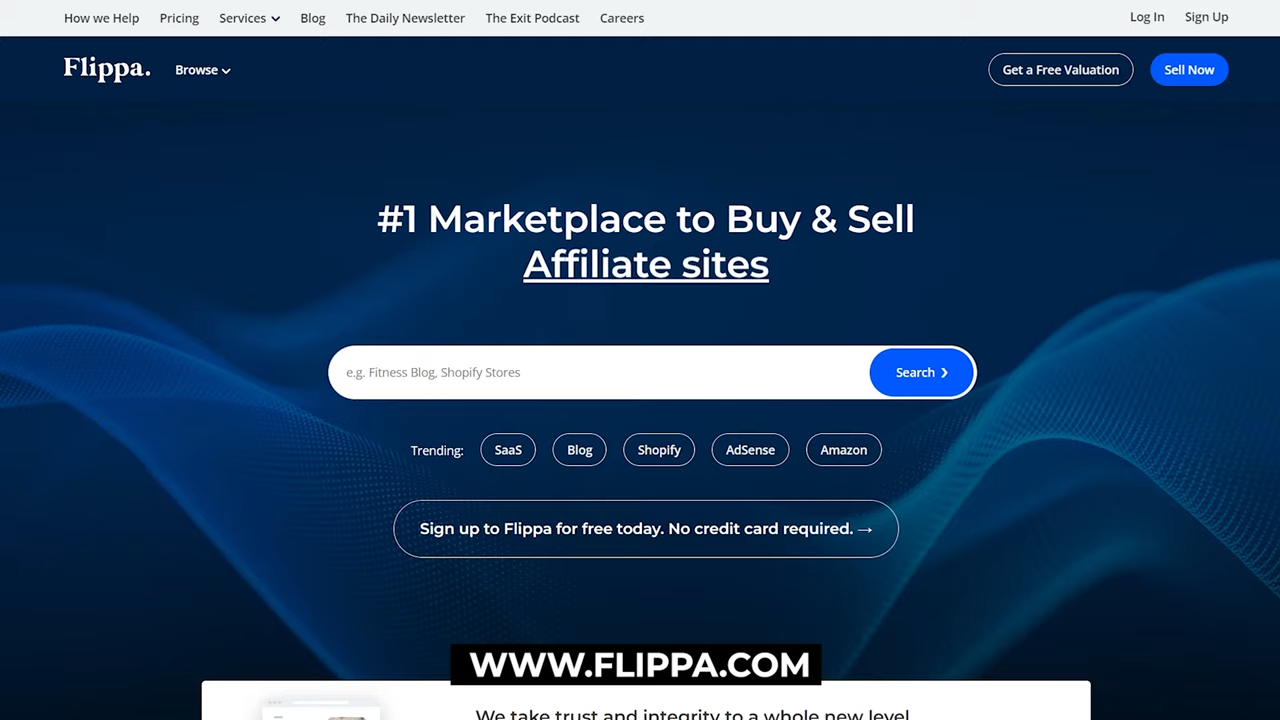 How we Help Pricing Services Blog The Daily Newsletter The Exit Podcast Careers Log In Sign Up
Flippa. Browse Get a Free Valuation Sell Now
#1 Marketplace to Buy & Sell
Affiliate sites
e.g. Fitness Blog, Shopify Stores Search
Trending: SaaS Blog Shopify AdSense Amazon
Sign up to Flippa for free today. No credit card required. →
WWW.FLIPPA.COM
We take trust and integrity to a whole new level